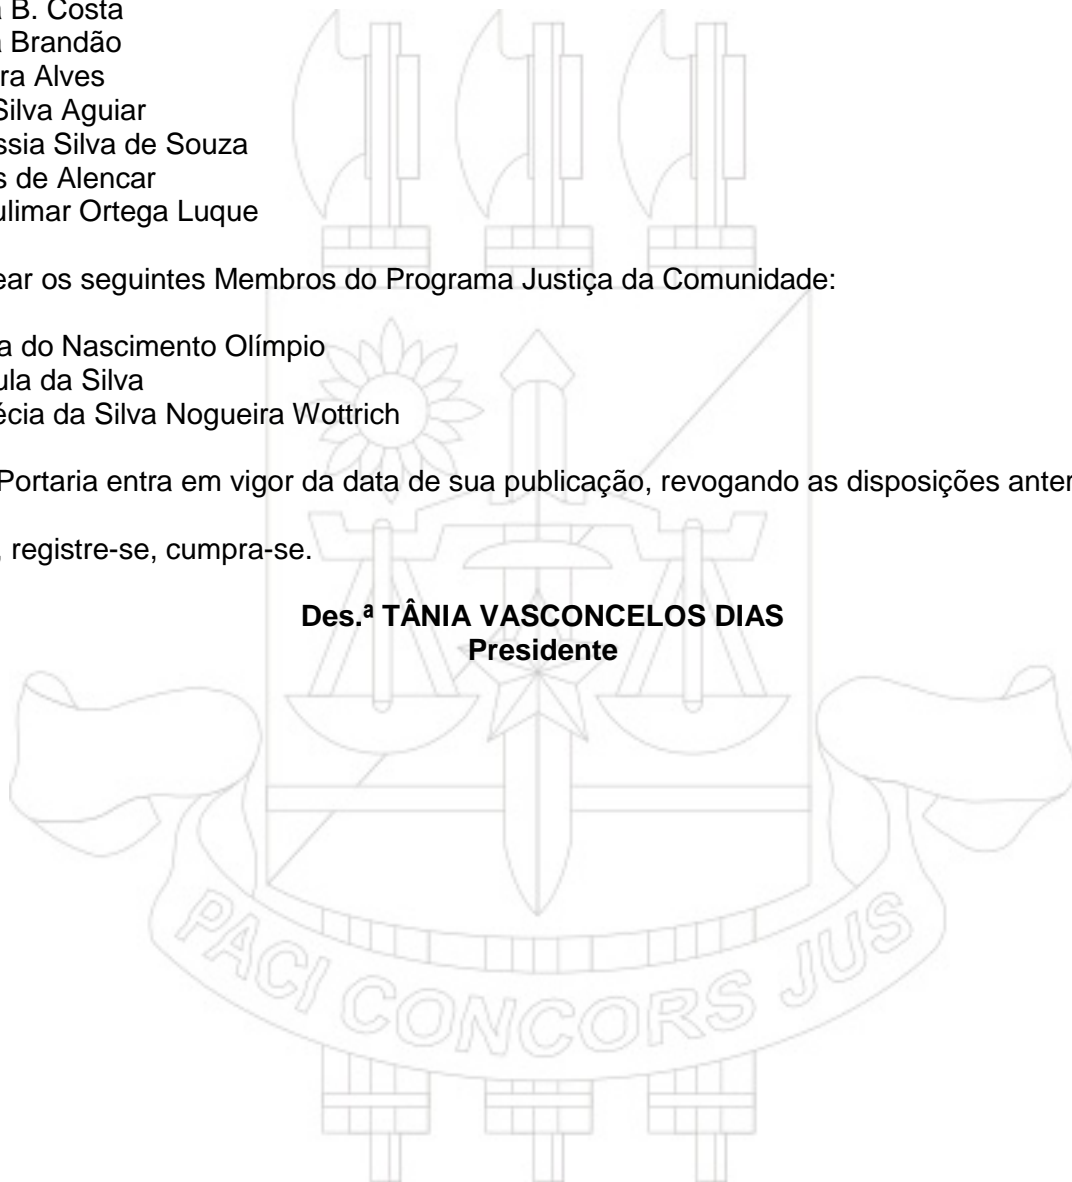 B. Costa
Brandão
ra Alves
Silva Aguiar
ssia Silva de Souza
s de Alencar
ulimar Ortega Luque
ear os seguintes Membros do Programa Justiça da Comunidade:
a do Nascimento Olímpio
ula da Silva
écia da Silva Nogueira Wottrich
Portaria entra em vigor da data de sua publicação, revogando as disposições anter
, registre-se, cumpra-se.
Des.ª TÂNIA VASCONCELOS DIAS
Presidente
PACI CONCORS JUS